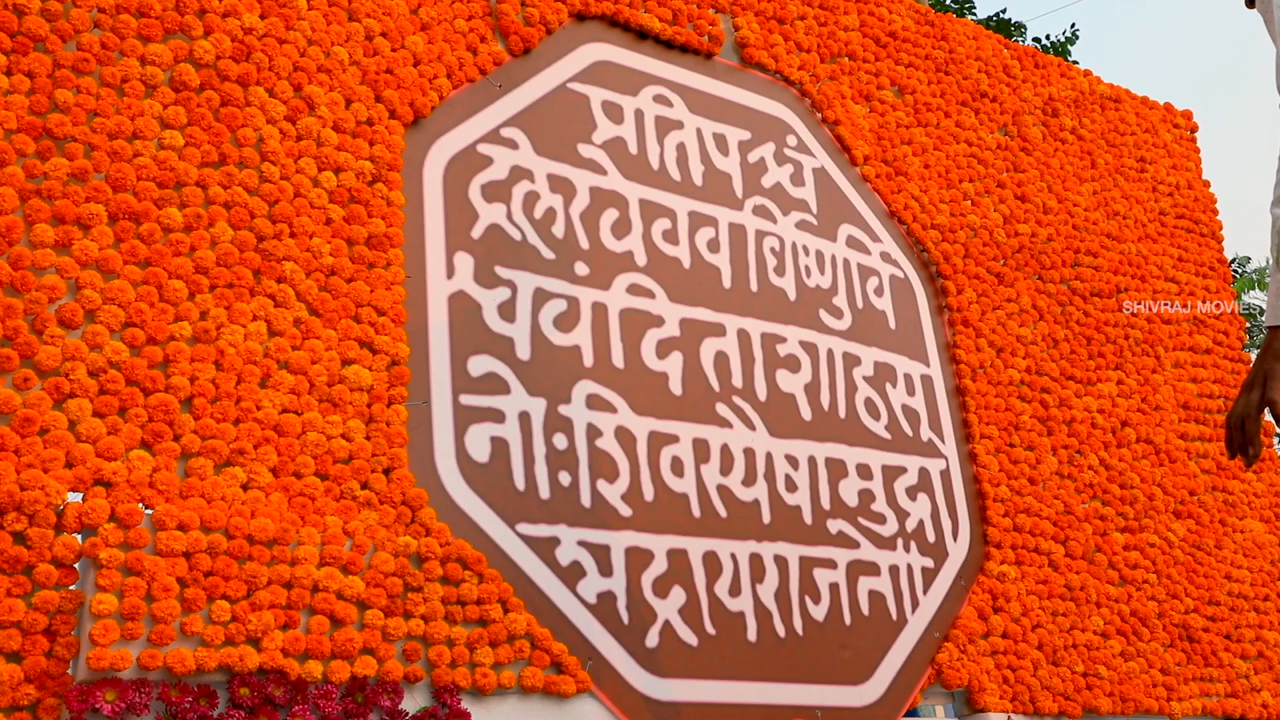 प्रतिपच्चं
द्रलेखेववर्धिष्णुर्वि
श्ववंदिताशाहसू
नोःशिवस्यैषामुद्रा
भद्रायराजते
SHIVRAJ MOVIES